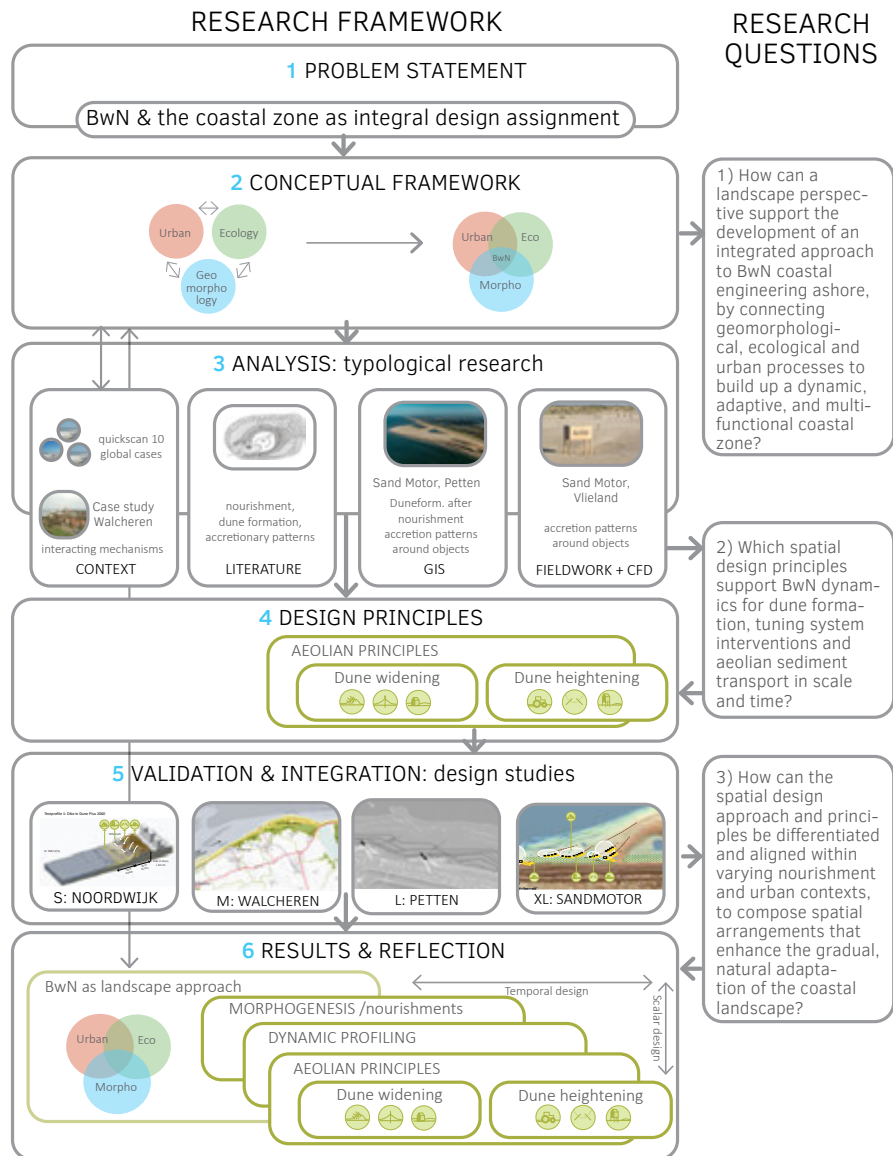 RESEARCH FRAMEWORK
RESEARCH
QUESTIONS
1 PROBLEM STATEMENT
BwN & the coastal zone as integral design assignment
2 CONCEPTUAL FRAMEWORK
Urban
Ecology
Geo
morpho
logy
Urban
Eco
BwN
Morpho
1) How can a
landscape perspec-
tive support the
development of an
integrated approach
to BwN coastal
engineering ashore,
by connecting
geomorphologi-
cal, ecological and
urban processes to
build up a dynamic,
adaptive, and multi-
functional coastal
zone?
3 ANALYSIS: typological research
quickscan 10
global cases
Case study
Walcheren
interacting mechanisms
CONTEXT
nourishment,
dune formation,
accretionary patterns
LITERATURE
Sand Motor, Petten
Duneform. after
nourishment
accretion patterns
around objects
GIS
Sand Motor,
Vlieland
accretion patterns
around objects
FIELDWORK + CFD
2) Which spatial
design principles
support BwN dynam-
ics for dune forma-
tion, tuning system
interventions and
aeolian sediment
transport in scale
and time?
4 DESIGN PRINCIPLES
AEOLIAN PRINCIPLES
Dune widening
Dune heightening
5 VALIDATION & INTEGRATION: design studies
S: NOORDWIJK
M: WALCHEREN
L: PETTEN
XL: SANDMOTOR
3) How can the
spatial design
approach and princi-
ples be differentiated
and aligned within
varying nourishment
and urban contexts,
to compose spatial
arrangements that
enhance the gradual,
natural adapta-
tion of the coastal
landscape?
6 RESULTS & REFLECTION
BwN as landscape approach
Urban
Eco
Morpho
Temporal design
Scalar design
MORPHOGENESIS /nourishments
DYNAMIC PROFILING
AEOLIAN PRINCIPLES
Dune widening
Dune heightening